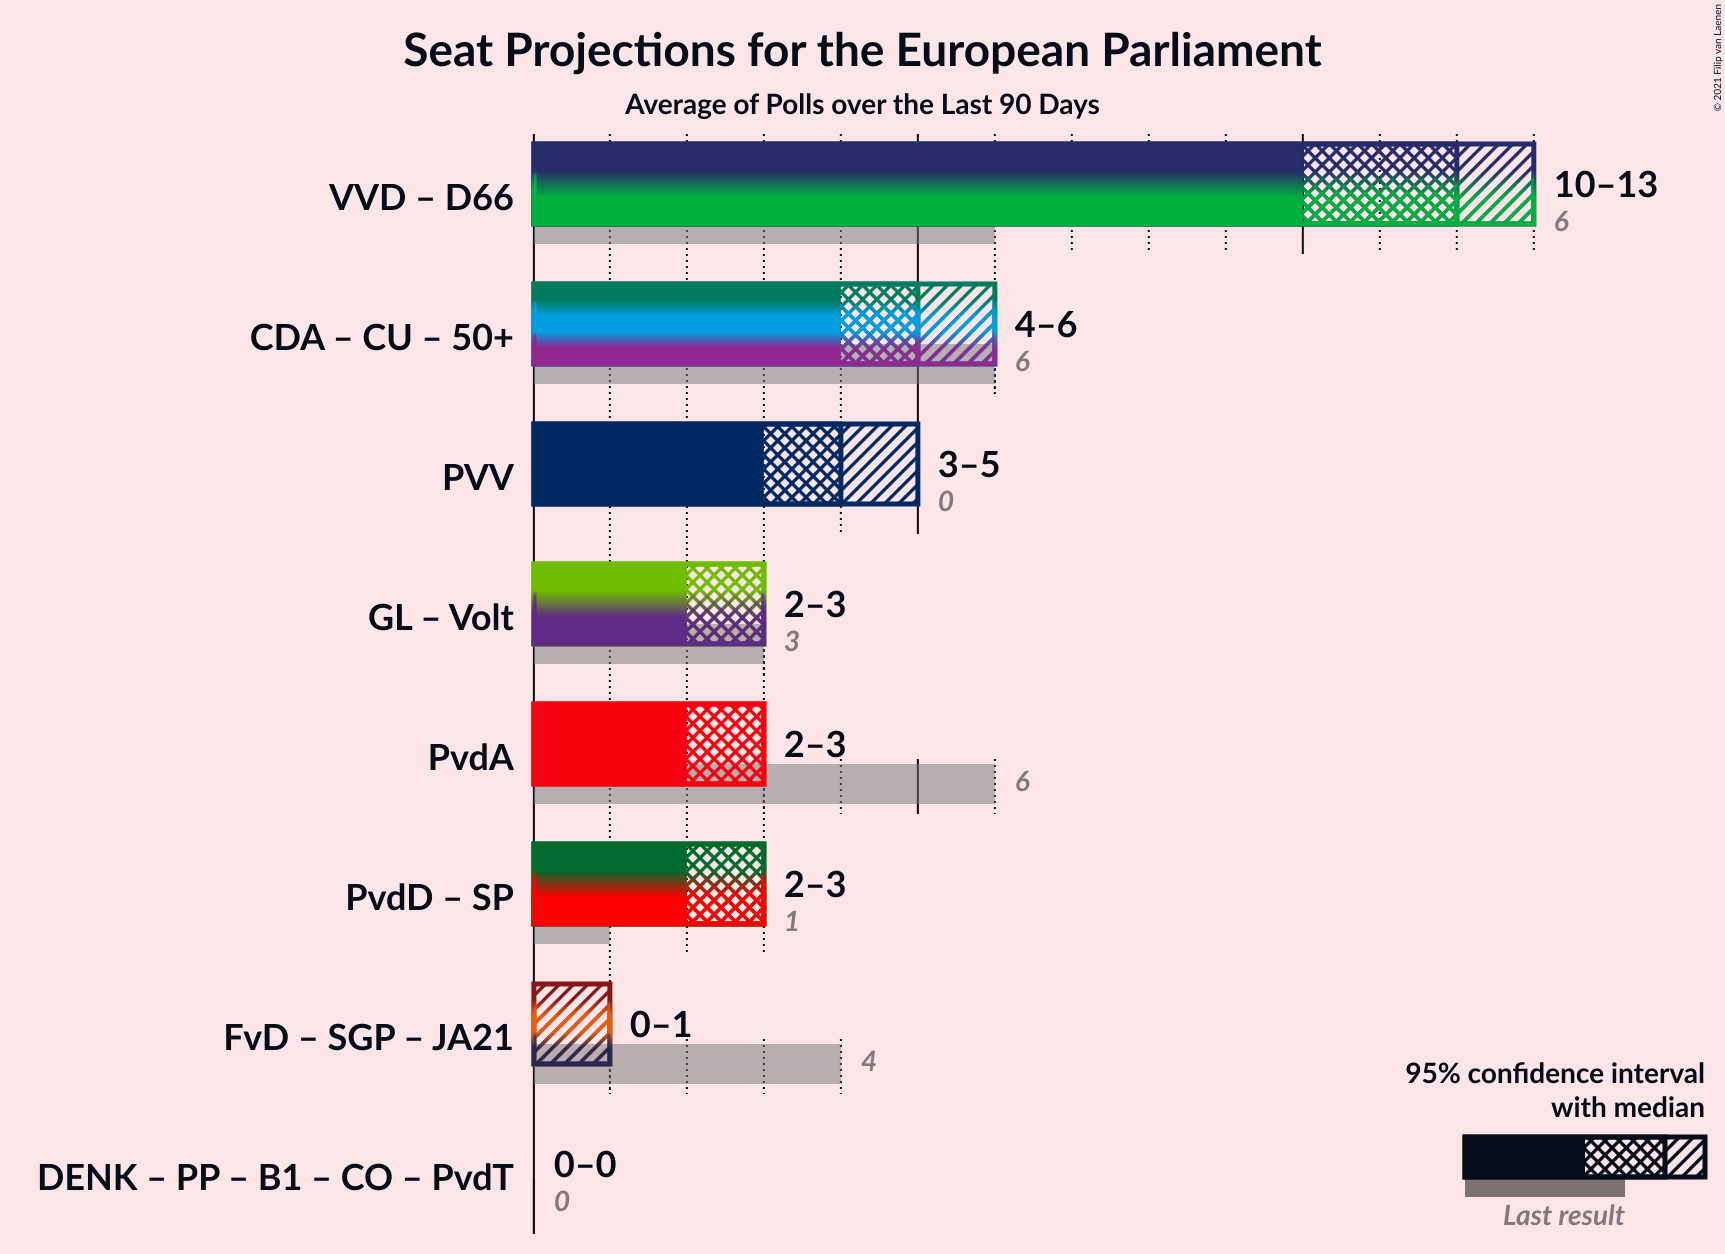 Seat Projections for the European Parliament
Average of Polls over the Last 90 Days
© 2021 Filip van Laenen
VVD – D66
10–13
6
CDA – CU – 50+
4–6
6
PVV
3–5
0
GL – Volt
2–3
3
PvdA
2–3
6
PvdD – SP
2–3
1
FvD – SGP – JA21
0–1
4
DENK – PP – B1 – CO – PvdT
0–0
0
95% confidence interval
with median
Last result